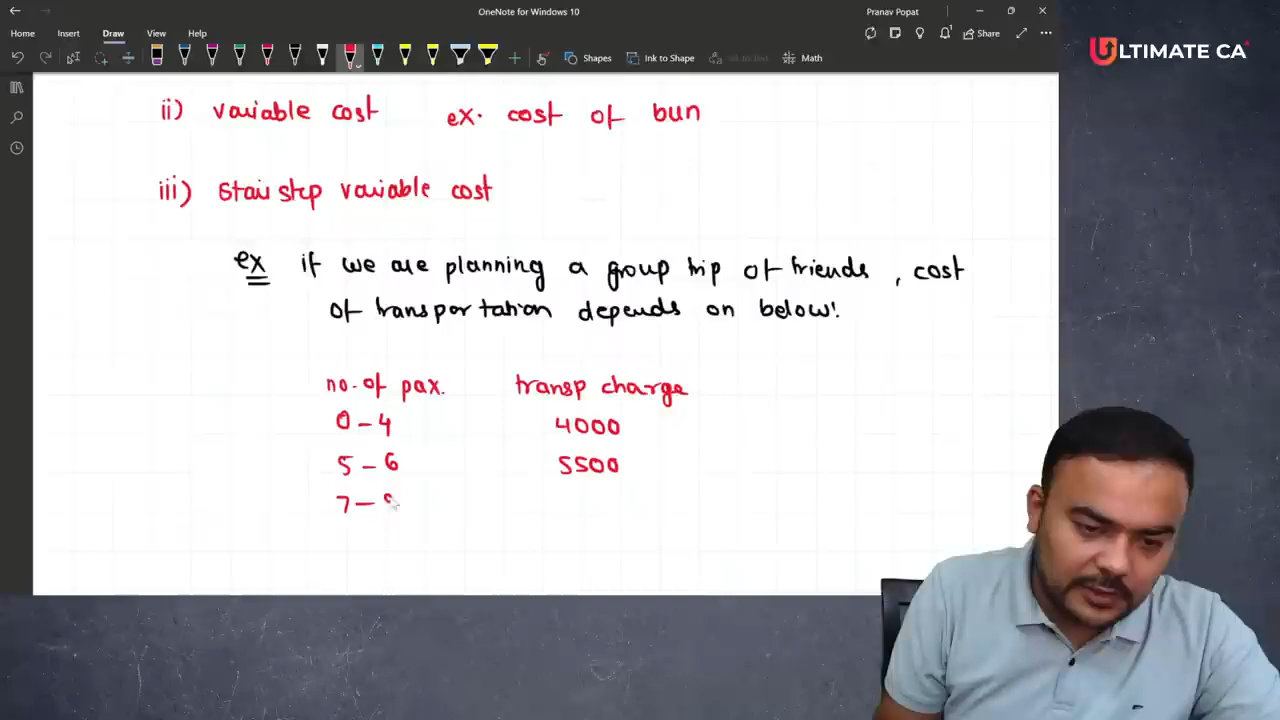 OneNote for Windows 10
Pranav Popat
Home Insert Draw View Help
Share
Shapes Ink to Shape Ink to Text Math
ULTIMATE CA
ii) variable cost ex. cost of bun
iii) stair step variable cost
ex if we are planning a group trip of friends, cost
of transportation depends on below:
no. of pax. transp charge
0 - 4 4000
5 - 6 5500
7 -